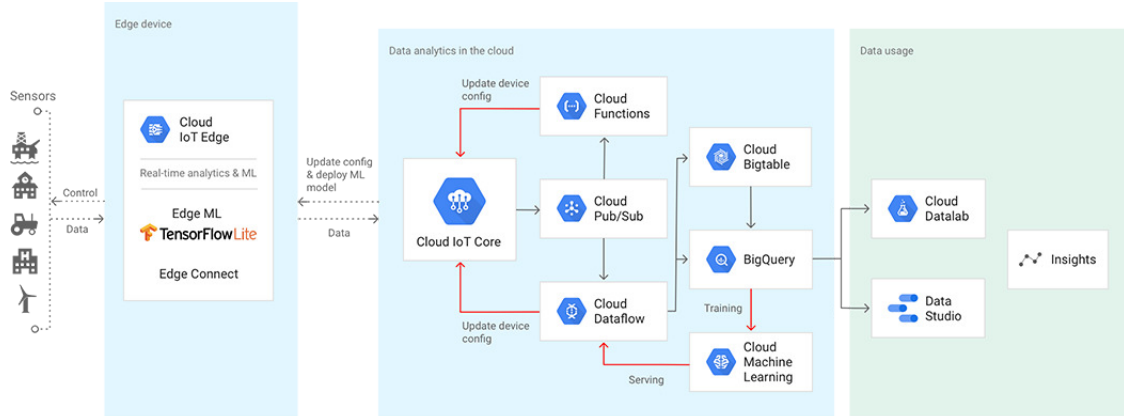 Edge device
Data analytics in the cloud
Data usage
Sensors
Cloud
IoT Edge
Real-time analytics & ML
Edge ML
TensorFlowLite
Edge Connect
Control
Data
Update config
& deploy ML
model
Data
Update device
config
Cloud
Functions
Cloud IoT Core
Cloud
Pub/Sub
Update device
config
Cloud
Dataflow
Cloud
Bigtable
BigQuery
Training
Cloud
Machine
Learning
Serving
Cloud
Datalab
Data
Studio
Insights